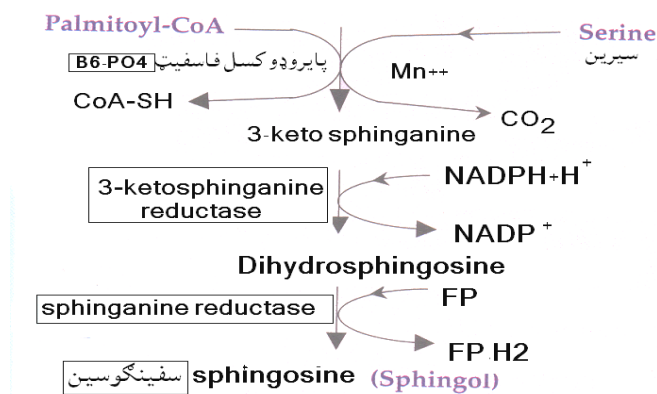 Palmitoyl-CoA Serine
سیرین
B6-PO4 پایروډوکسل فاسفیټ Mn++
CoA-SH CO2
3-keto sphinganine
3-ketosphinganine reductase NADPH+H+
NADP+
Dihydrosphingosine
sphinganine reductase FP
FP.H2
سفینګوسین sphingosine (Sphingol)